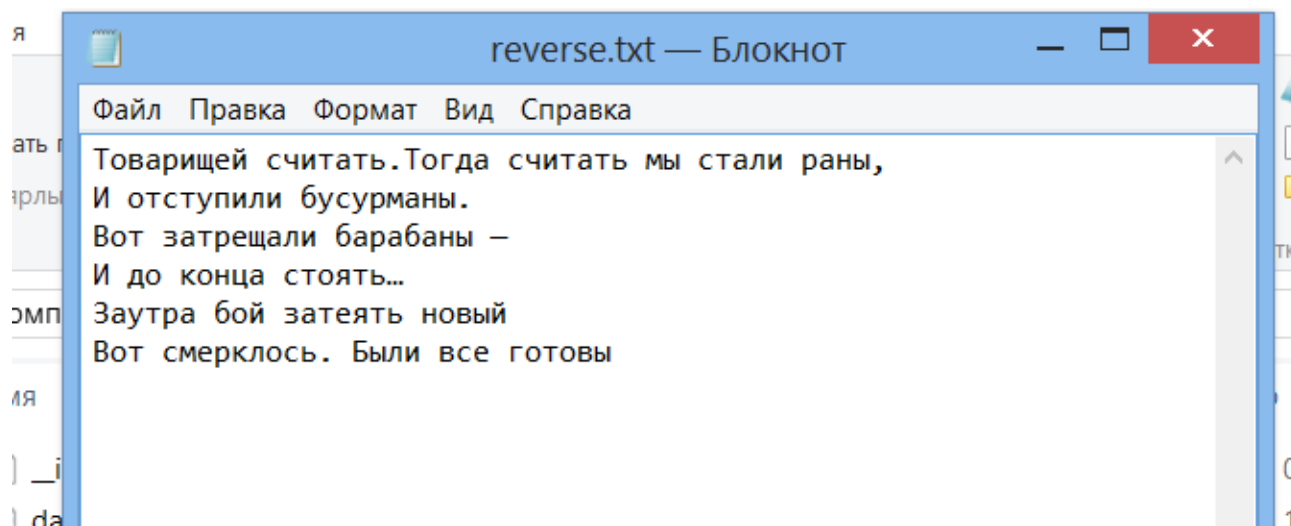 я
reverse.txt — Блокнот
Файл Правка Формат Вид Справка
Товарищей считать.Тогда считать мы стали раны,
И отступили бусурманы.
Вот затрещали барабаны –
И до конца стоять…
Заутра бой затеять новый
Вот смерклось. Были все готовы